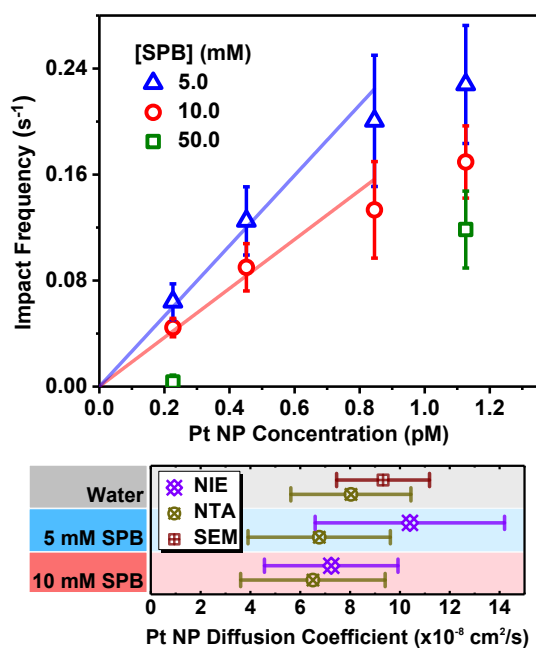 [SPB] (mM)
5.0
10.0
50.0
0.24
0.16
0.08
0.00
Impact Frequency (s⁻¹)
0.0 0.2 0.4 0.6 0.8 1.0 1.2
Pt NP Concentration (pM)
Water
5 mM SPB
10 mM SPB
NIE
NTA
SEM
0 2 4 6 8 10 12 14
Pt NP Diffusion Coefficient (x10⁻⁸ cm²/s)